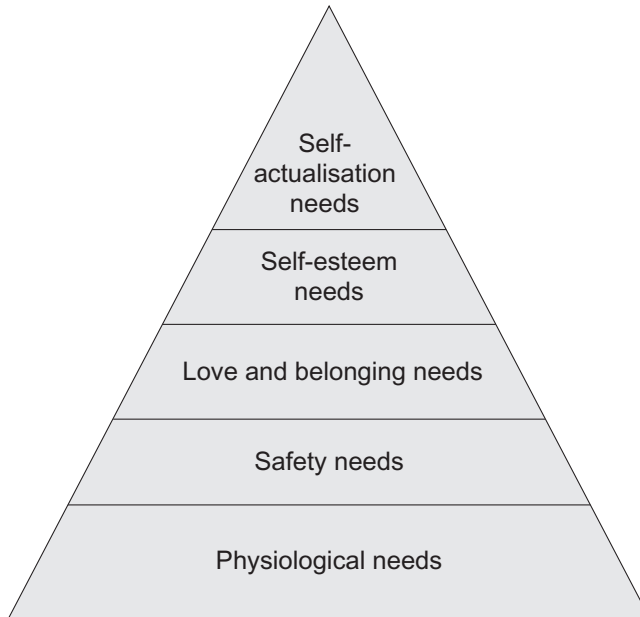 Self-
actualisation
needs
Self-esteem
needs
Love and belonging needs
Safety needs
Physiological needs